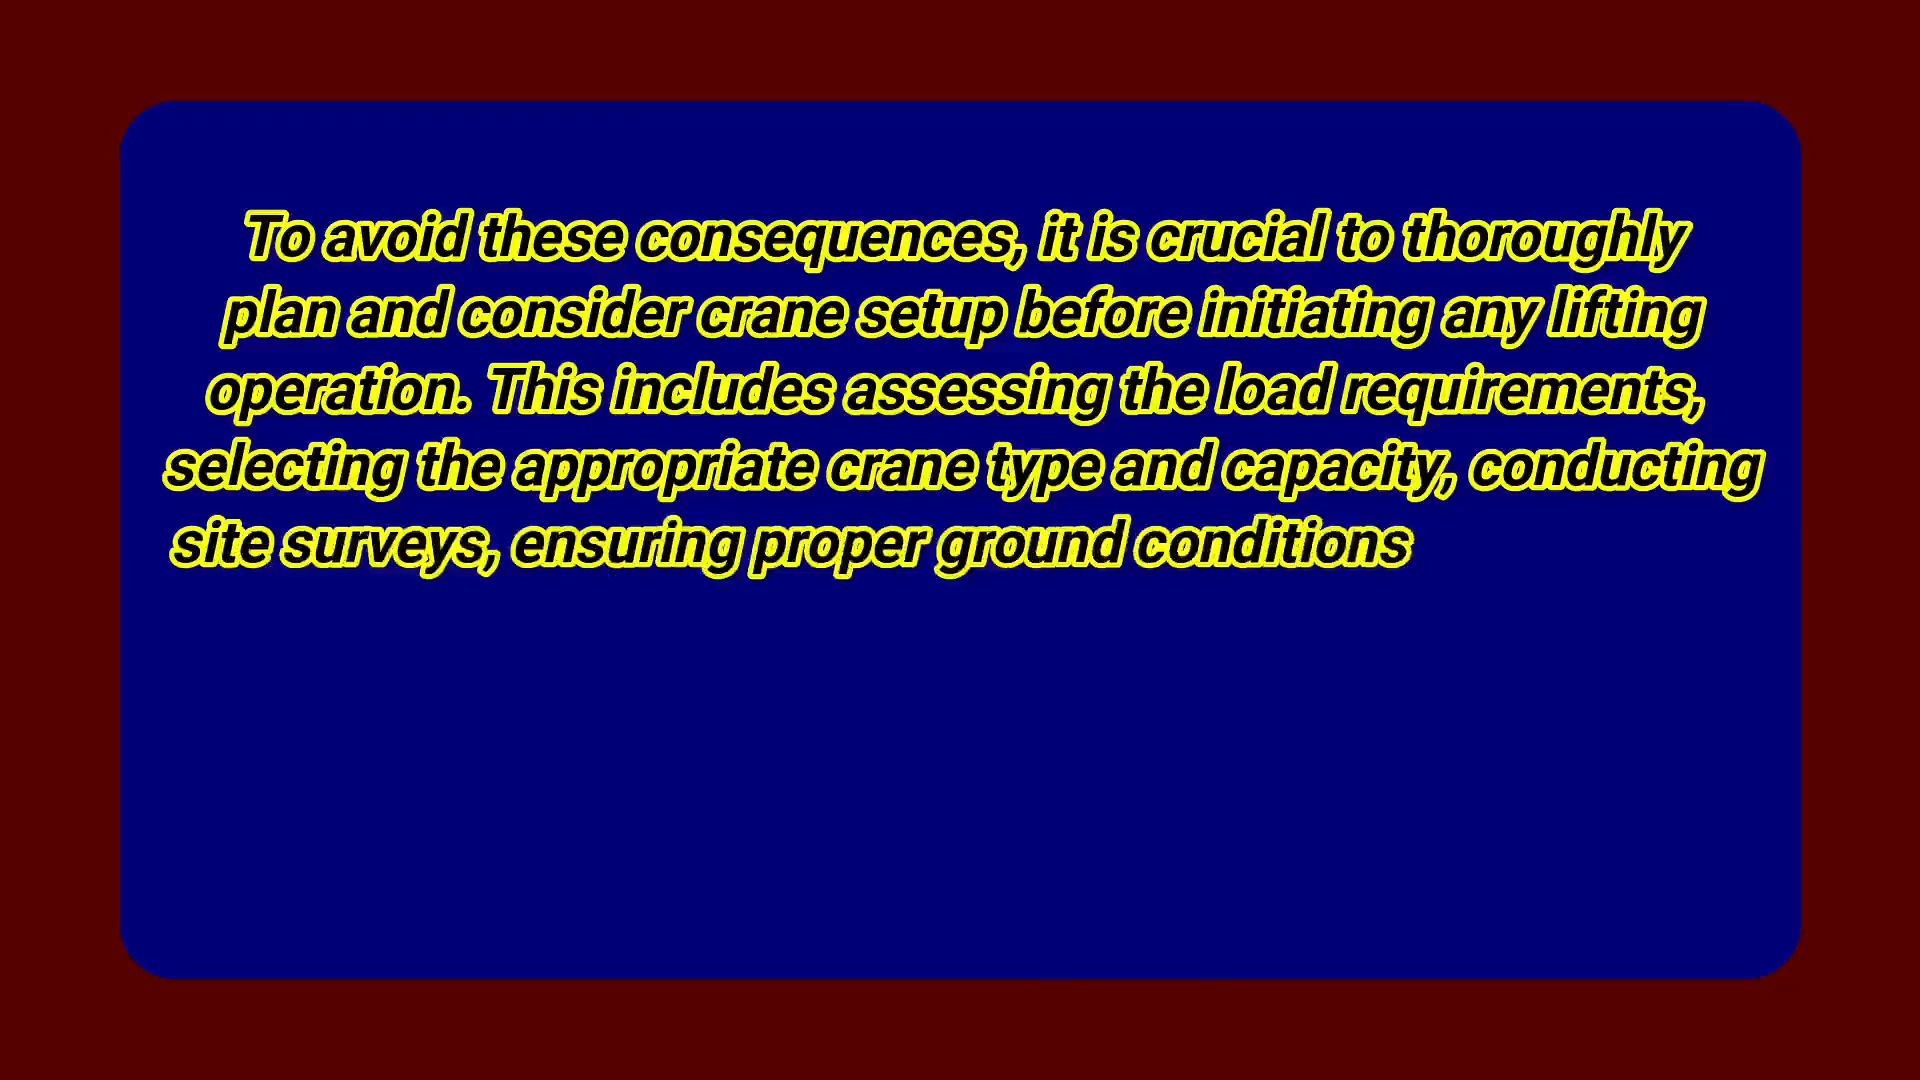 To avoid these consequences, it is crucial to thoroughly
plan and consider crane setup before initiating any lifting
operation. This includes assessing the load requirements,
selecting the appropriate crane type and capacity, conducting
site surveys, ensuring proper ground conditions